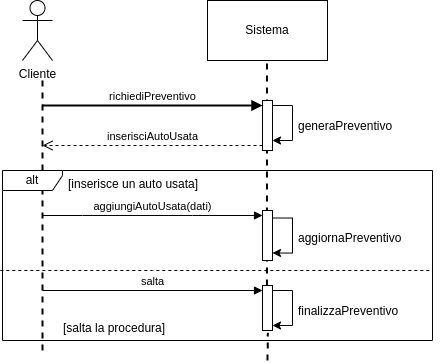 Sistema
Cliente
richiediPreventivo
generaPreventivo
inserisciAutoUsata
alt
[inserisce un auto usata]
aggiungiAutoUsata(dati)
aggiornaPreventivo
salta
finalizzaPreventivo
[salta la procedura]